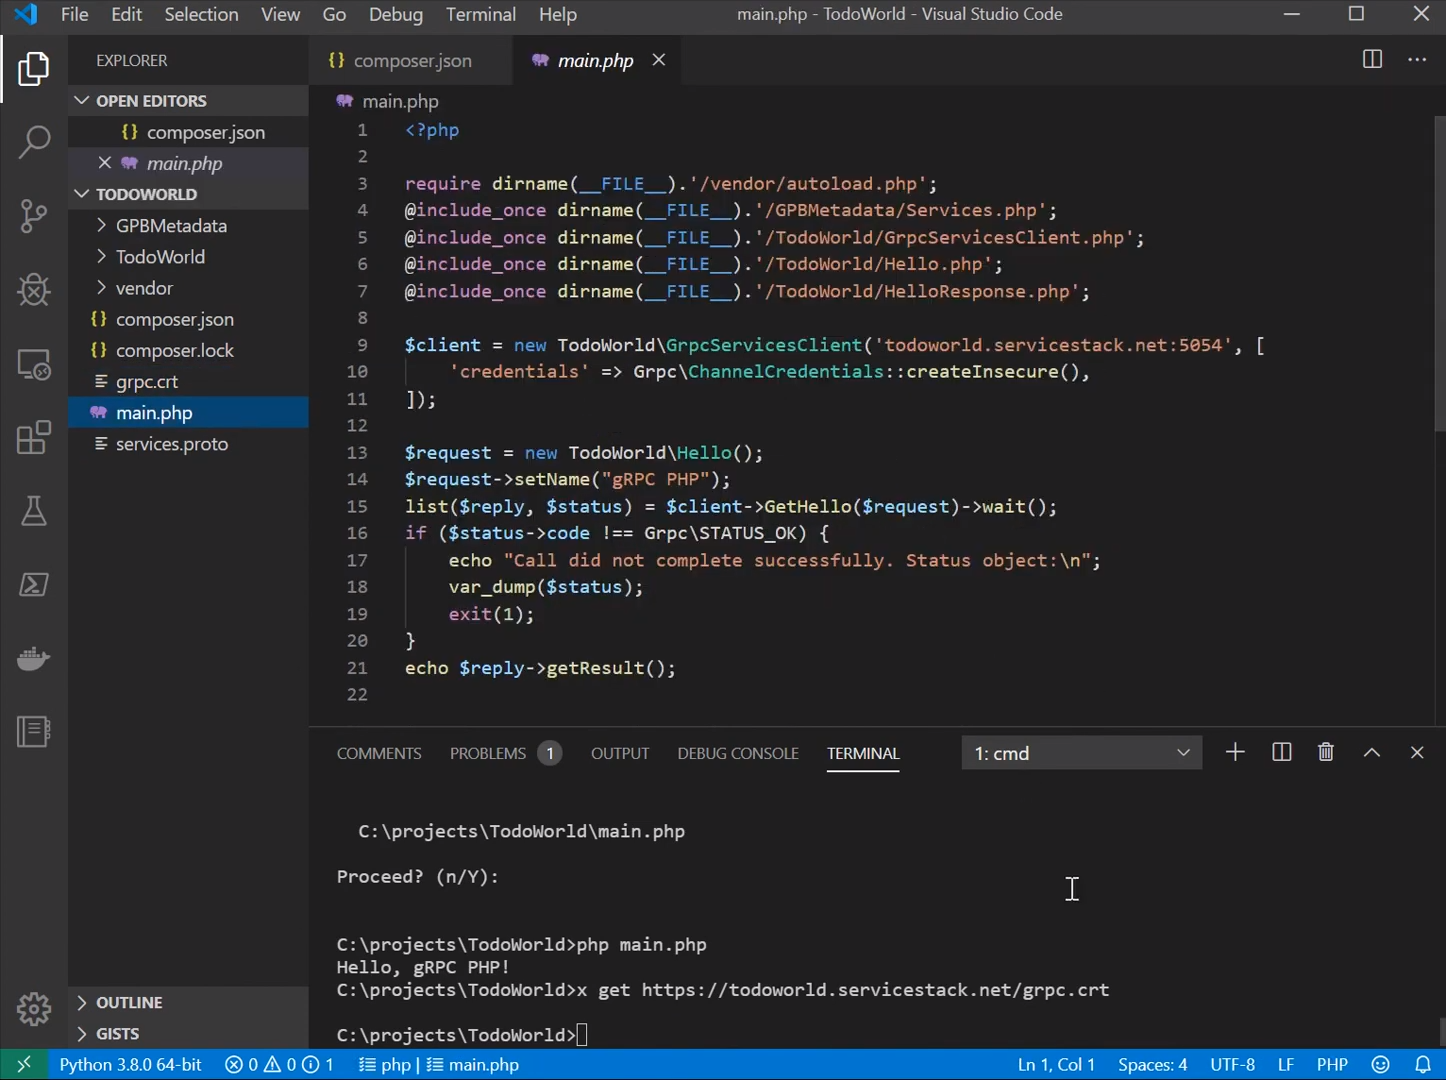 File Edit Selection View Go Debug Terminal Help main.php - TodoWorld - Visual Studio Code
EXPLORER
{} composer.json main.php
OPEN EDITORS
{} composer.json
main.php
TODOWORLD
GPBMetadata
TodoWorld
vendor
{} composer.json
{} composer.lock
grpc.crt
main.php
services.proto
OUTLINE
GISTS
main.php
1 <?php
2
3 require dirname(__FILE__).'/vendor/autoload.php';
4 @include_once dirname(__FILE__).'/GPBMetadata/Services.php';
5 @include_once dirname(__FILE__).'/TodoWorld/GrpcServicesClient.php';
6 @include_once dirname(__FILE__).'/TodoWorld/Hello.php';
7 @include_once dirname(__FILE__).'/TodoWorld/HelloResponse.php';
8
9 $client = new TodoWorld\GrpcServicesClient('todoworld.servicestack.net:5054', [
10 'credentials' => Grpc\ChannelCredentials::createInsecure(),
11 ]);
12
13 $request = new TodoWorld\Hello();
14 $request->setName("gRPC PHP");
15 list($reply, $status) = $client->GetHello($request)->wait();
16 if ($status->code !== Grpc\STATUS_OK) {
17 echo "Call did not complete successfully. Status object:\n";
18 var_dump($status);
19 exit(1);
20 }
21 echo $reply->getResult();
22
COMMENTS PROBLEMS 1 OUTPUT DEBUG CONSOLE TERMINAL 1: cmd
C:\projects\TodoWorld\main.php
Proceed? (n/Y):
C:\projects\TodoWorld>php main.php
Hello, gRPC PHP!
C:\projects\TodoWorld>x get https://todoworld.servicestack.net/grpc.crt
C:\projects\TodoWorld>
Python 3.8.0 64-bit 0 0 1 php | main.php Ln 1, Col 1 Spaces: 4 UTF-8 LF PHP